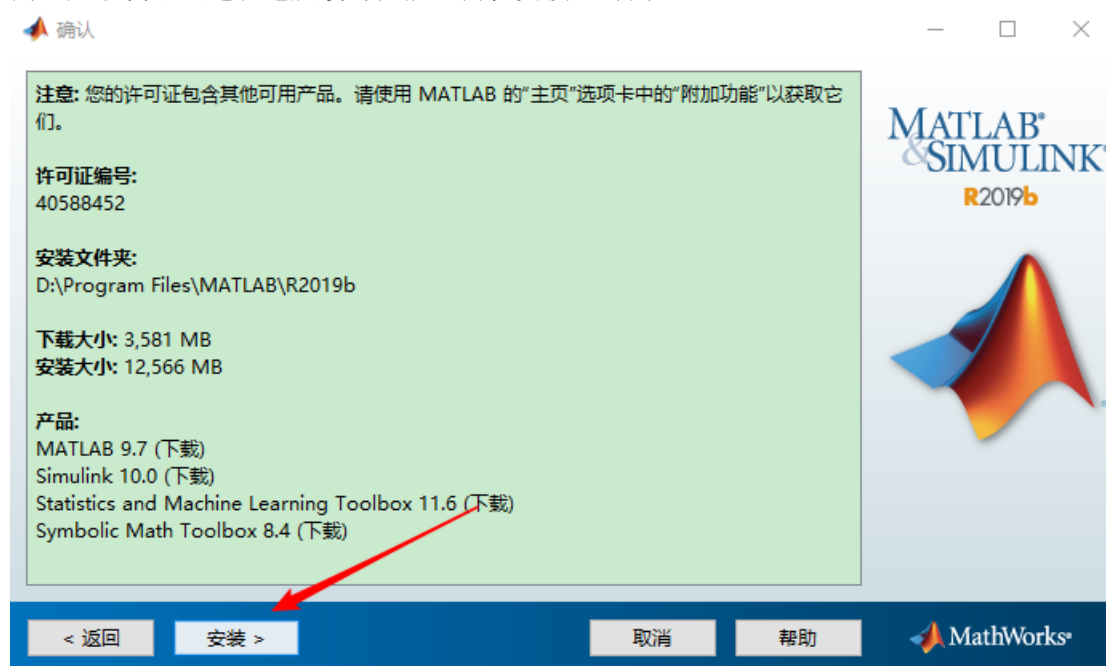 确认
注意: 您的许可证包含其他可用产品。请使用 MATLAB 的“主页”选项卡中的“附加功能”以获取它
们。
许可证编号:
40588452
安装文件夹:
D:\Program Files\MATLAB\R2019b
下载大小: 3,581 MB
安装大小: 12,566 MB
产品:
MATLAB 9.7 (下载)
Simulink 10.0 (下载)
Statistics and Machine Learning Toolbox 11.6 (下载)
Symbolic Math Toolbox 8.4 (下载)
MATLAB®
&SIMULINK®
R2019b
< 返回
安装 >
取消
帮助
MathWorks®